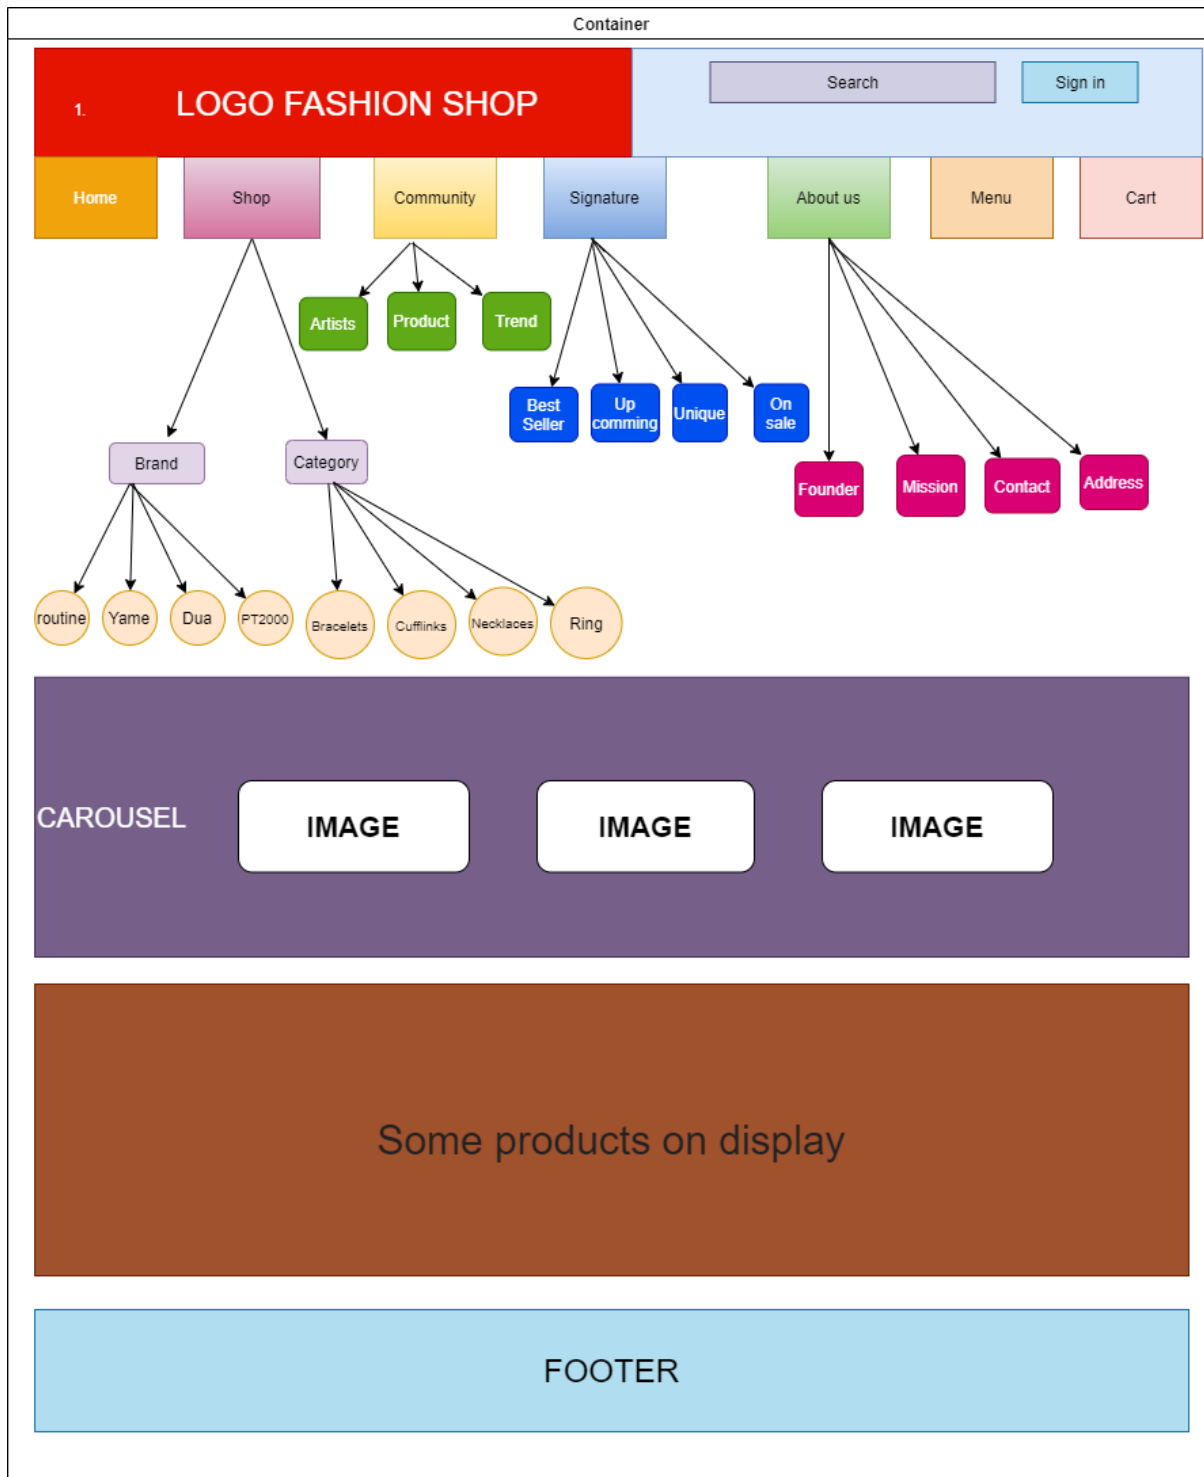 Container
1.
LOGO FASHION SHOP
Search
Sign in
Home
Shop
Community
Signature
About us
Menu
Cart
Artists
Product
Trend
Best
Seller
Up
comming
Unique
On
sale
Brand
Category
Founder
Mission
Contact
Address
routine
Yame
Dua
PT2000
Bracelets
Cufflinks
Necklaces
Ring
CAROUSEL
IMAGE
IMAGE
IMAGE
Some products on display
FOOTER